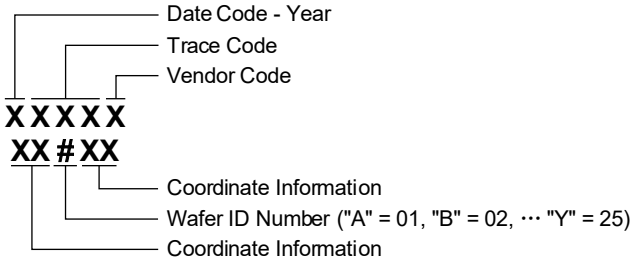 Date Code - Year
Trace Code
Vendor Code
XXXXX
XX#XX
Coordinate Information
Wafer ID Number ("A" = 01, "B" = 02, ··· "Y" = 25)
Coordinate Information